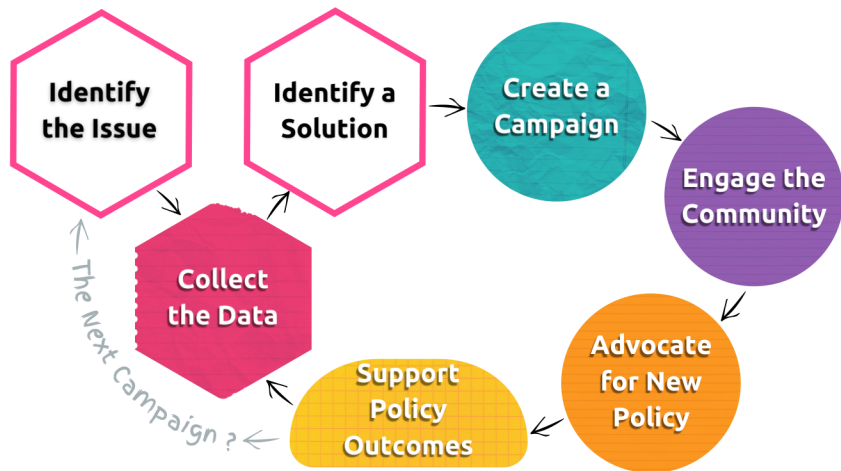 Identify
the Issue
Identify a
Solution
Create a
Campaign
Engage the
Community
Collect
the Data
Advocate
for New
Policy
Support
Policy
Outcomes
The Next Campaign ?